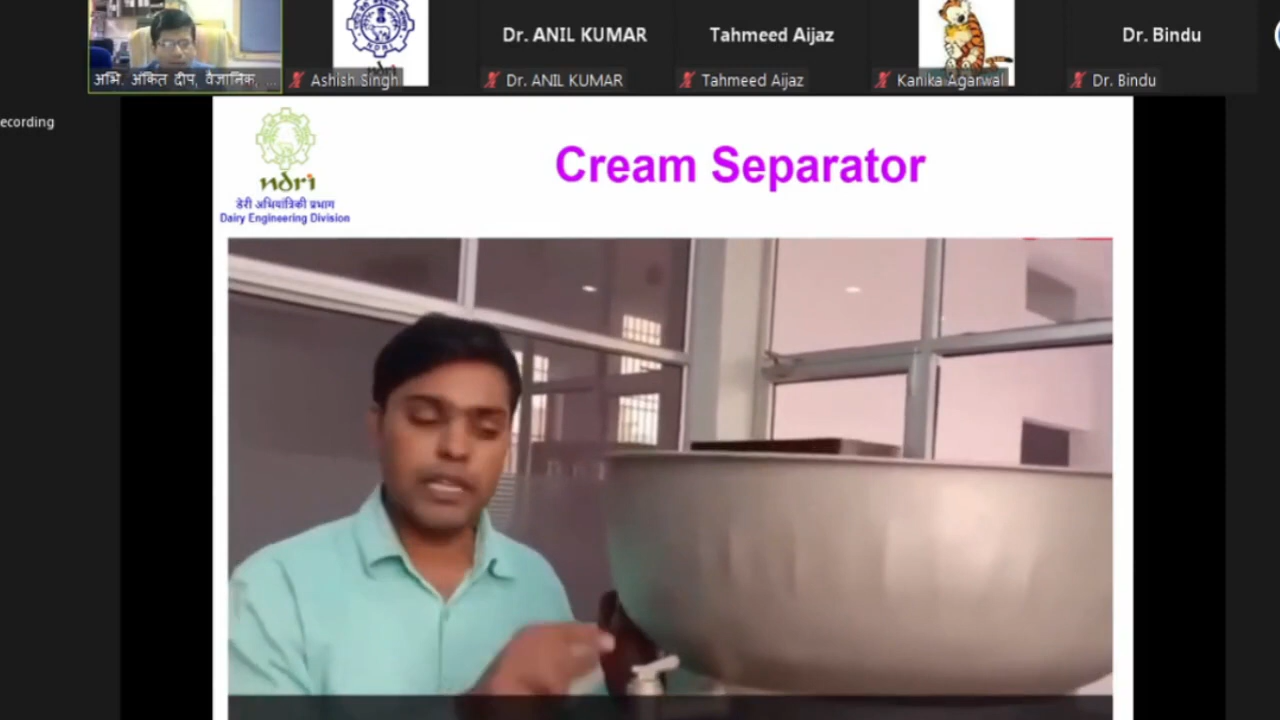 Dr. ANIL KUMAR
Tahmeed Aijaz
Dr. Bindu
अभि. अंकित दीप, वैज्ञानिक, ...
Ashish Singh
Dr. ANIL KUMAR
Tahmeed Aijaz
Kanika Agarwal
Dr. Bindu
ecording
ndri
डेरी अभियांत्रिकी प्रभाग
Dairy Engineering Division
Cream Separator